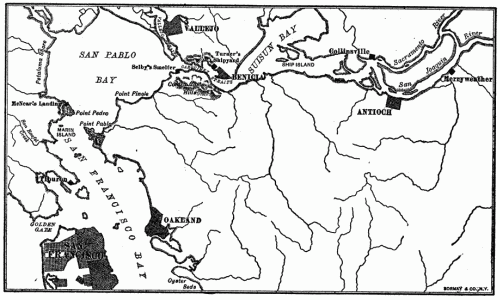 VALLEJO
SAN PABLO
BAY
Petaluma
Turner's
Shipyard
SUISUN BAY
Collinsville
Sacramento
River
Selby's Smelter
SHIP ISLAND
BENICIA
San
Joaquin
River
Merryweather
Point Pinole
ANTIOCH
McNear's Landing
Point Pedro
Point Pablo
MARIN
ISLAND
SAN FRANCISCO BAY
Tiburon
GOLDEN
GATE
OAKLAND
SAN
FRANCISCO
Oyster
Beds
BORMAY & CO., N.Y.